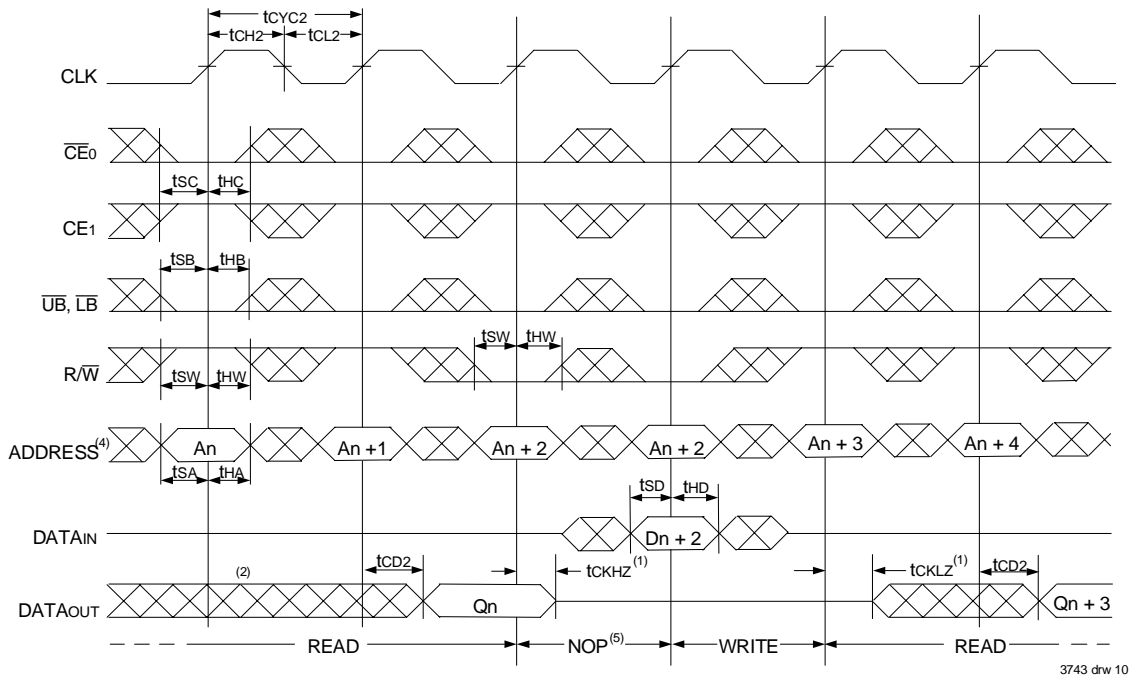 tCYC2
tCH2 tCL2
CLK
CE0
tSC tHC
CE1
tSB tHB
UB, LB
tSW tHW
R/W
tSW tHW
ADDRESS(4) An An +1 An + 2 An + 2 An + 3 An + 4
tSA tHA
tSD tHD
DATAIN Dn + 2
(2) tCD2 tCKHZ(1) tCKLZ(1) tCD2
DATAOUT Qn Qn + 3
READ NOP(5) WRITE READ
3743 drw 10